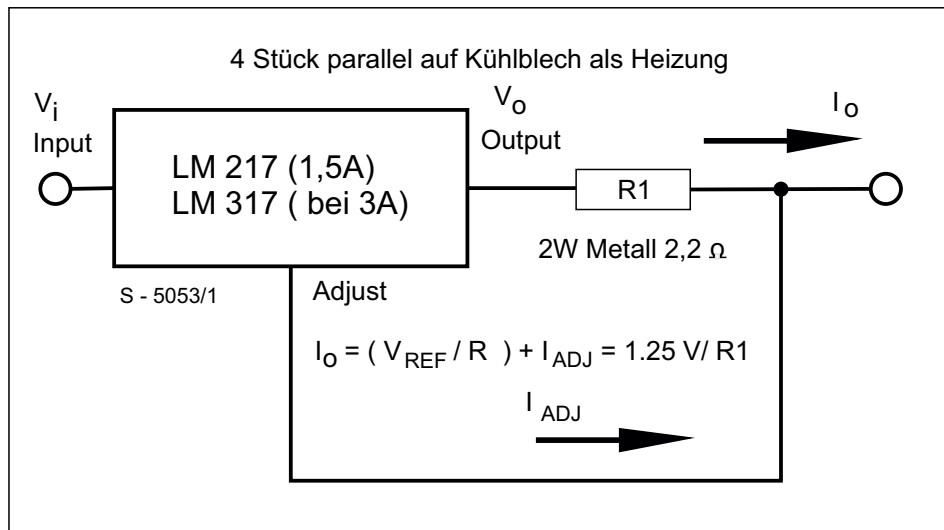 4 Stück parallel auf Kühlblech als Heizung
Vi
Input
Vo
Output
Io
LM 217 (1,5A)
LM 317 ( bei 3A)
R1
2W Metall 2,2 Ω
S - 5053/1
Adjust
Io = ( VREF / R ) + IADJ = 1.25 V/ R1
I ADJ